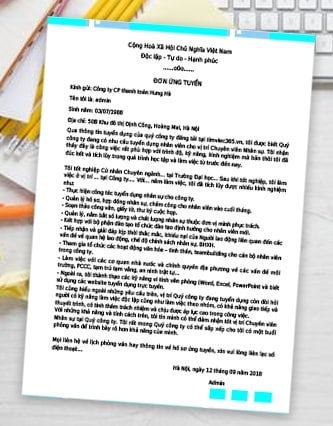 Cộng Hoà Xã Hội Chủ Nghĩa Việt Nam
Độc lập - Tự do - Hạnh phúc
......o0o......
ĐƠN ỨNG TUYỂN
Kính gửi: Công ty CP thanh toán Hưng Hà
Tên tôi là: admin
Sinh năm: 03/07/1988
Địa chỉ: 50B Khu đô thị Định Công, Hoàng Mai, Hà Nội
Qua thông tin tuyển dụng của quý công ty đăng tải tại timviec365.vn, tôi được biết Quý
công ty đang có nhu cầu tuyển dụng nhân viên cho vị trí Chuyên viên Nhân sự. Tôi nhận
thấy đây là công việc rất phù hợp với trình độ, kỹ năng, kinh nghiệm mà bản thân tôi đã
đúc kết và tích lũy trong quá trình học tập và làm việc từ trước đến nay.
Tôi tốt nghiệp Cử nhân Chuyên ngành... tại Trường Đại học... Sau khi tốt nghiệp, tôi làm
việc ở vị trí ... tại Công ty.... Với... năm làm việc, tôi đã tích lũy được nhiều kinh nghiệm
như:
- Thực hiện công tác tuyển dụng nhân sự cho công ty.
- Quản lý hồ sơ, hợp đồng nhân sự, chấm công cho nhân viên vào cuối tháng.
- Soạn thảo công văn, giấy tờ, thư ký cuộc họp.
- Quản lý, nắm bắt số lượng và chất lượng nhân sự thuộc đơn vị mình phục trách.
- Kết hợp với bộ phận đào tạo tổ chức đào tạo định hướng cho nhân viên mới.
- Tiếp nhận và giải đáp kịp thời thắc mắc, khiếu nại của Người lao động liên quan đến các
vấn đề về quan hệ lao động, chế độ chính sách nhân sự, BHXH.
- Tham gia tổ chức các hoạt động văn hóa – tinh thần, teambuilding cho cán bộ nhân viên
trong công ty.
- Làm việc với các cơ quan nhà nước và chính quyền địa phương về các vấn đề môi
trường, PCCC, tạm trú tạm vắng, an ninh trật tự...
- Ngoài ra, tôi thành thạo các kỹ năng vi tính văn phòng (Word, Excel, PowerPoint và biết
sử dụng các website tuyển dụng trực tuyến.
Tôi cũng hiểu ngoài những yêu cầu trên, vị trí Quý công ty đang tuyển dụng còn đòi hỏi
người có kỹ năng làm việc độc lập cũng như làm việc theo nhóm, có khả năng giao tiếp và
thuyết trình, có tinh thần trách nhiệm và chịu được áp lực cao trong công việc.
Với những khả năng và tính cách trên, tôi tin mình có thể đảm nhận tốt vị trí Chuyên viên
Nhân sự tại Quý công ty. Tôi rất mong Quý công ty có thể sắp xếp cho tôi có một buổi
phỏng vấn để trình bày rõ hơn khả năng của mình.
Mọi liên hệ về lịch phỏng vấn hay thông tin về hồ sơ ứng tuyển, xin vui lòng liên lạc số
điện thoại...
Hà Nội, ngày 12 tháng 09 năm 2018
Admin